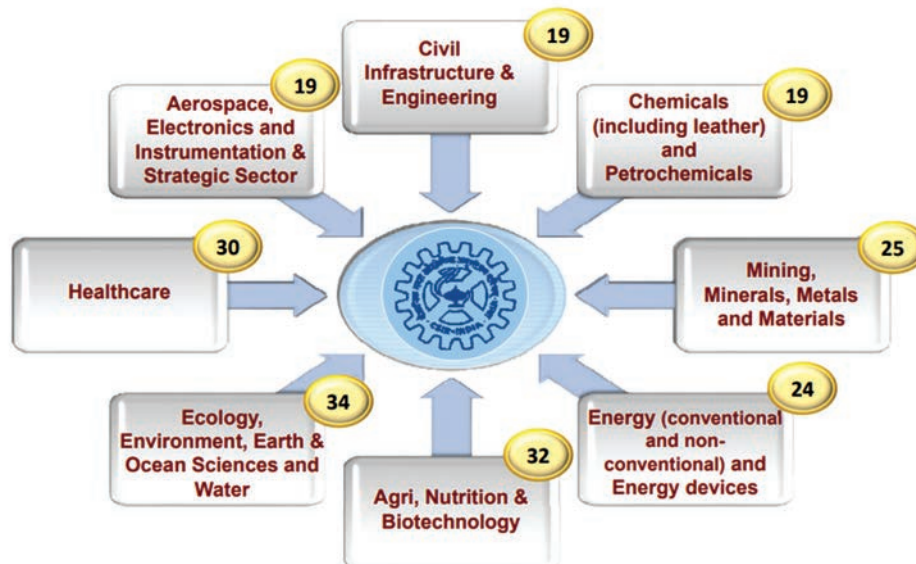 19
Civil
Infrastructure &
Engineering
19
Aerospace,
Electronics and
Instrumentation &
Strategic Sector
19
Chemicals
(including leather)
and
Petrochemicals
30
Healthcare
25
Mining,
Minerals, Metals
and Materials
CSIR-INDIA
34
Ecology,
Environment, Earth &
Ocean Sciences and
Water
32
Agri, Nutrition &
Biotechnology
24
Energy (conventional
and non-
conventional) and
Energy devices